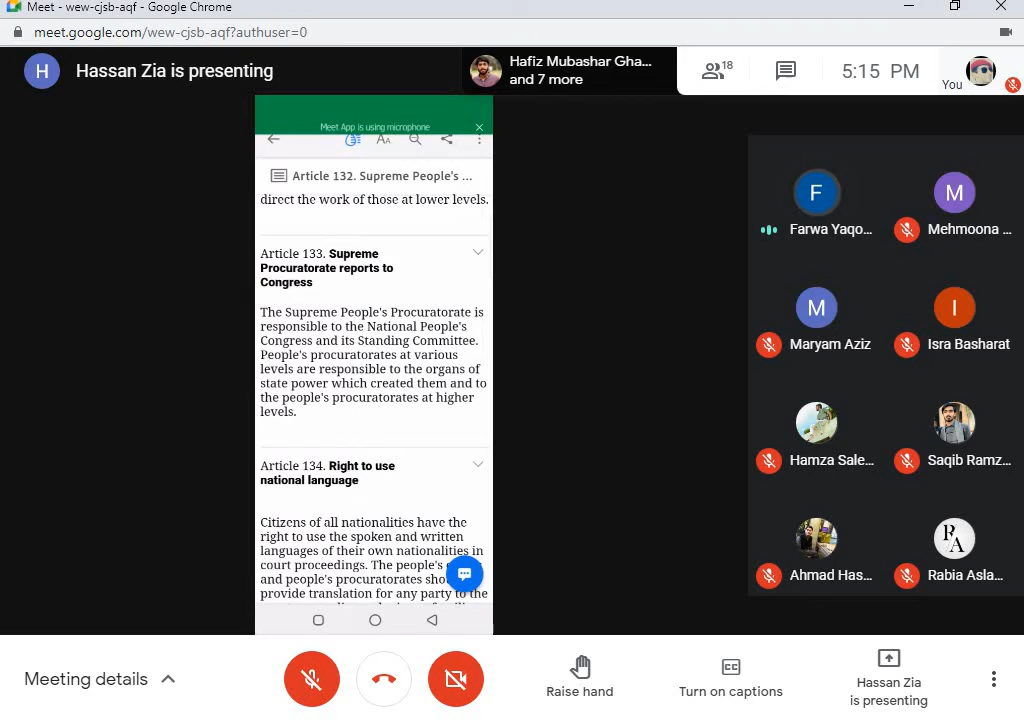 Meet - wew-cjsb-aqf - Google Chrome
meet.google.com/wew-cjsb-aqf?authuser=0
H
Hassan Zia is presenting
Hafiz Mubashar Gha...
and 7 more
18
5:15 PM
You
Meet App is using microphone
AA
Article 132. Supreme People's ...
direct the work of those at lower levels.
Article 133. Supreme
Procuratorate reports to
Congress
The Supreme People's Procuratorate is
responsible to the National People's
Congress and its Standing Committee.
People's procuratorates at various
levels are responsible to the organs of
state power which created them and to
the people's procuratorates at higher
levels.
Article 134. Right to use
national language
Citizens of all nationalities have the
right to use the spoken and written
languages of their own nationalities in
court proceedings. The people's
and people's procuratorates
provide translation for any party to the
F
Farwa Yaqo...
M
Mehmoona ...
M
Maryam Aziz
I
Isra Basharat
Hamza Sale...
Saqib Ramz...
Ahmad Has...
RA
Rabia Asla...
Meeting details
Raise hand
CC
Turn on captions
Hassan Zia
is presenting